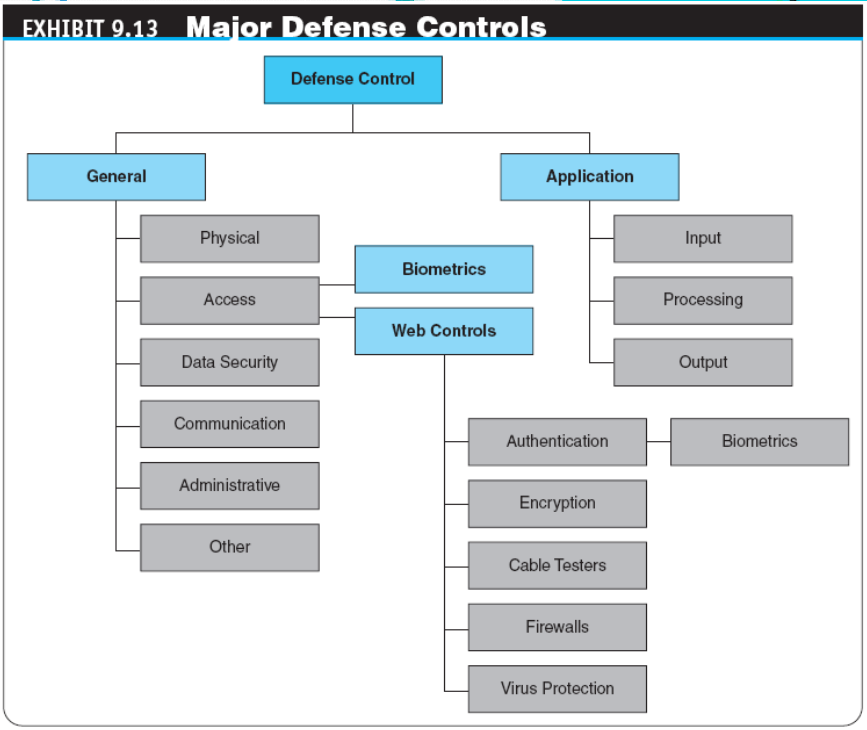 EXHIBIT 9.13 Major Defense Controls
Defense Control
General
Application
Physical
Input
Biometrics
Access
Processing
Web Controls
Data Security
Output
Communication
Authentication
Biometrics
Administrative
Encryption
Other
Cable Testers
Firewalls
Virus Protection